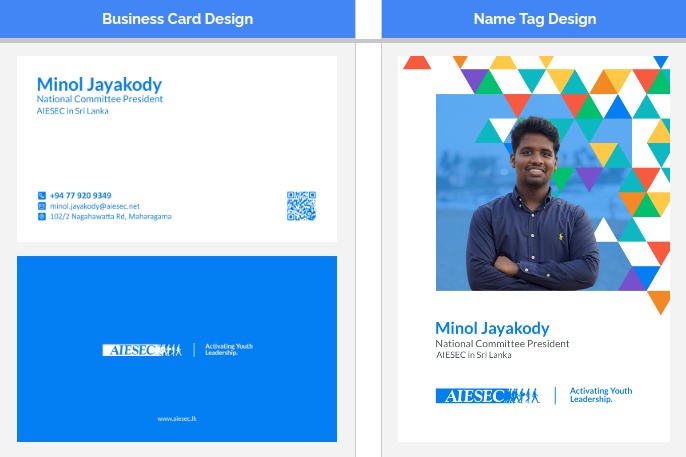 Business Card Design
Minol Jayakody
National Committee President
AIESEC in Sri Lanka
+94 77 920 9349
minol.jayakody@aiesec.net
102/2 Nagahawatta Rd, Maharagama
AIESEC
Activating Youth
Leadership.
www.aiesec.lk
Name Tag Design
Minol Jayakody
National Committee President
AIESEC in Sri Lanka
AIESEC
Activating Youth
Leadership.